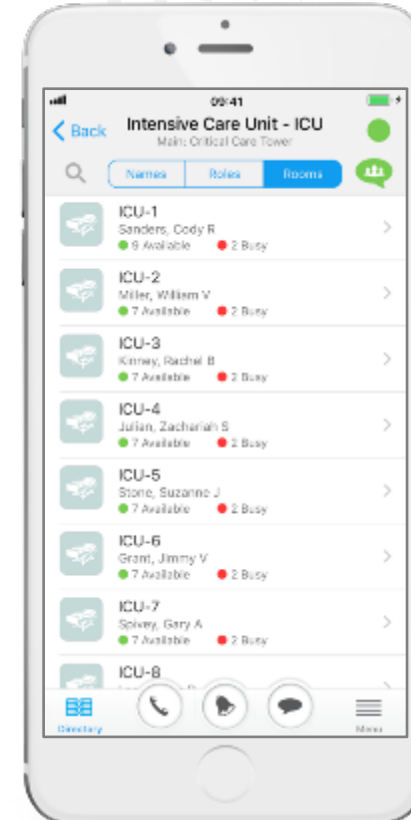 09:41
Back
Intensive Care Unit - ICU
Main: Critical Care Tower
Names Roles Rooms
ICU-1
Sanders, Cody R
9 Available 2 Busy
ICU-2
Miller, William V
7 Available 2 Busy
ICU-3
Kinney, Rachel B
7 Available 2 Busy
ICU-4
Julian, Zachariah S
7 Available 2 Busy
ICU-5
Stone, Suzanne J
7 Available 2 Busy
ICU-6
Grant, Jimmy V
7 Available 2 Busy
ICU-7
Spivey, Gary A
7 Available 2 Busy
ICU-8
Directory Menu